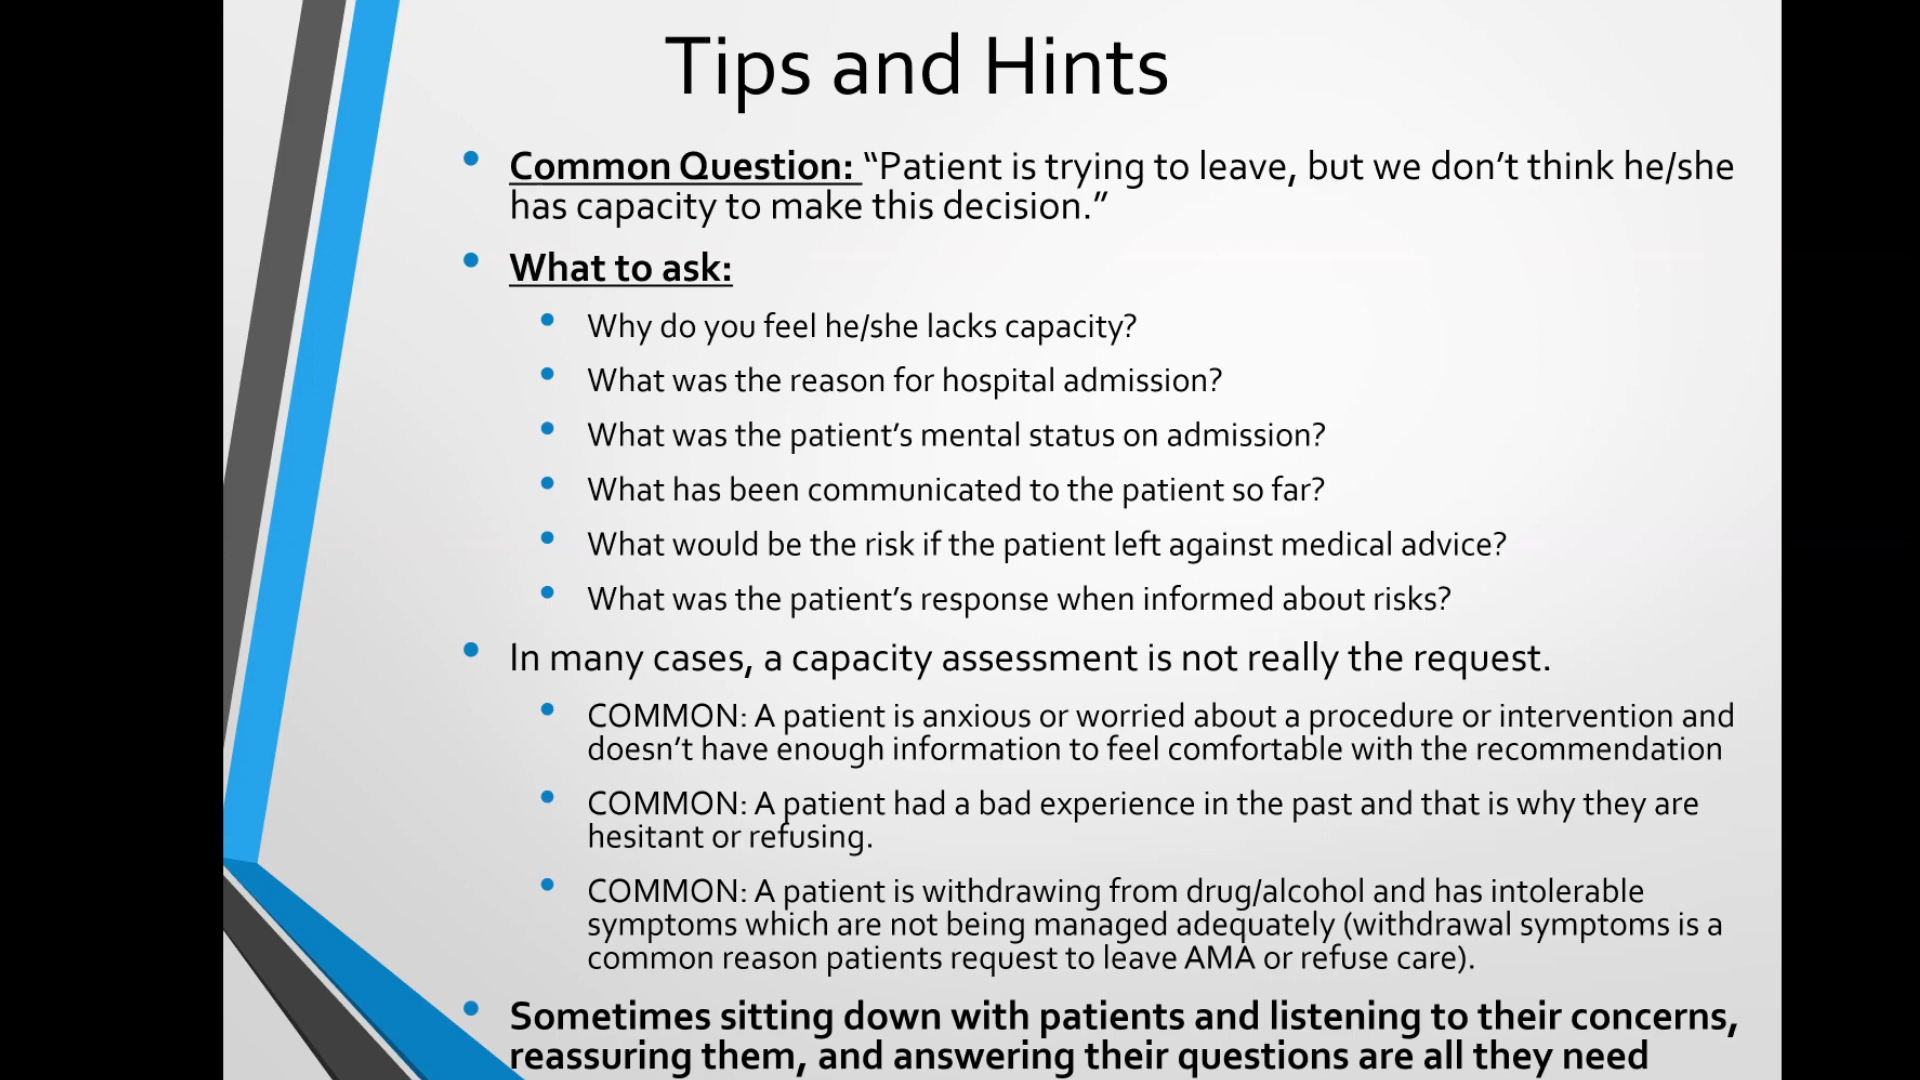 Tips and Hints
Common Question: “Patient is trying to leave, but we don’t think he/she
has capacity to make this decision.”
What to ask:
Why do you feel he/she lacks capacity?
What was the reason for hospital admission?
What was the patient’s mental status on admission?
What has been communicated to the patient so far?
What would be the risk if the patient left against medical advice?
What was the patient’s response when informed about risks?
In many cases, a capacity assessment is not really the request.
COMMON: A patient is anxious or worried about a procedure or intervention and
doesn’t have enough information to feel comfortable with the recommendation
COMMON: A patient had a bad experience in the past and that is why they are
hesitant or refusing.
COMMON: A patient is withdrawing from drug/alcohol and has intolerable
symptoms which are not being managed adequately (withdrawal symptoms is a
common reason patients request to leave AMA or refuse care).
Sometimes sitting down with patients and listening to their concerns,
reassuring them, and answering their questions are all they need